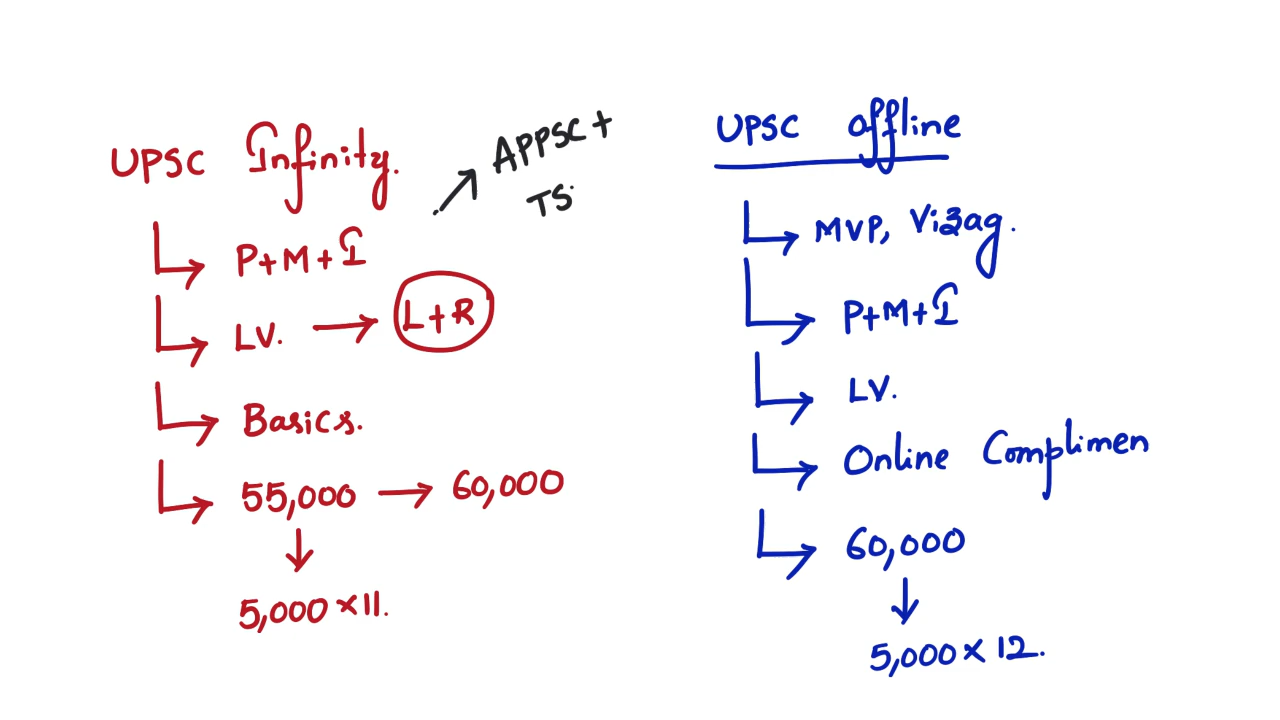 UPSC Infinity.
APPSC +
TS.
P+M+I
LV. → L+R
Basics.
55,000 → 60,000
5,000 × 11.
UPSC offline
MVP, Vizag.
P+M+I
LV.
Online Complimen
60,000
5,000 × 12.